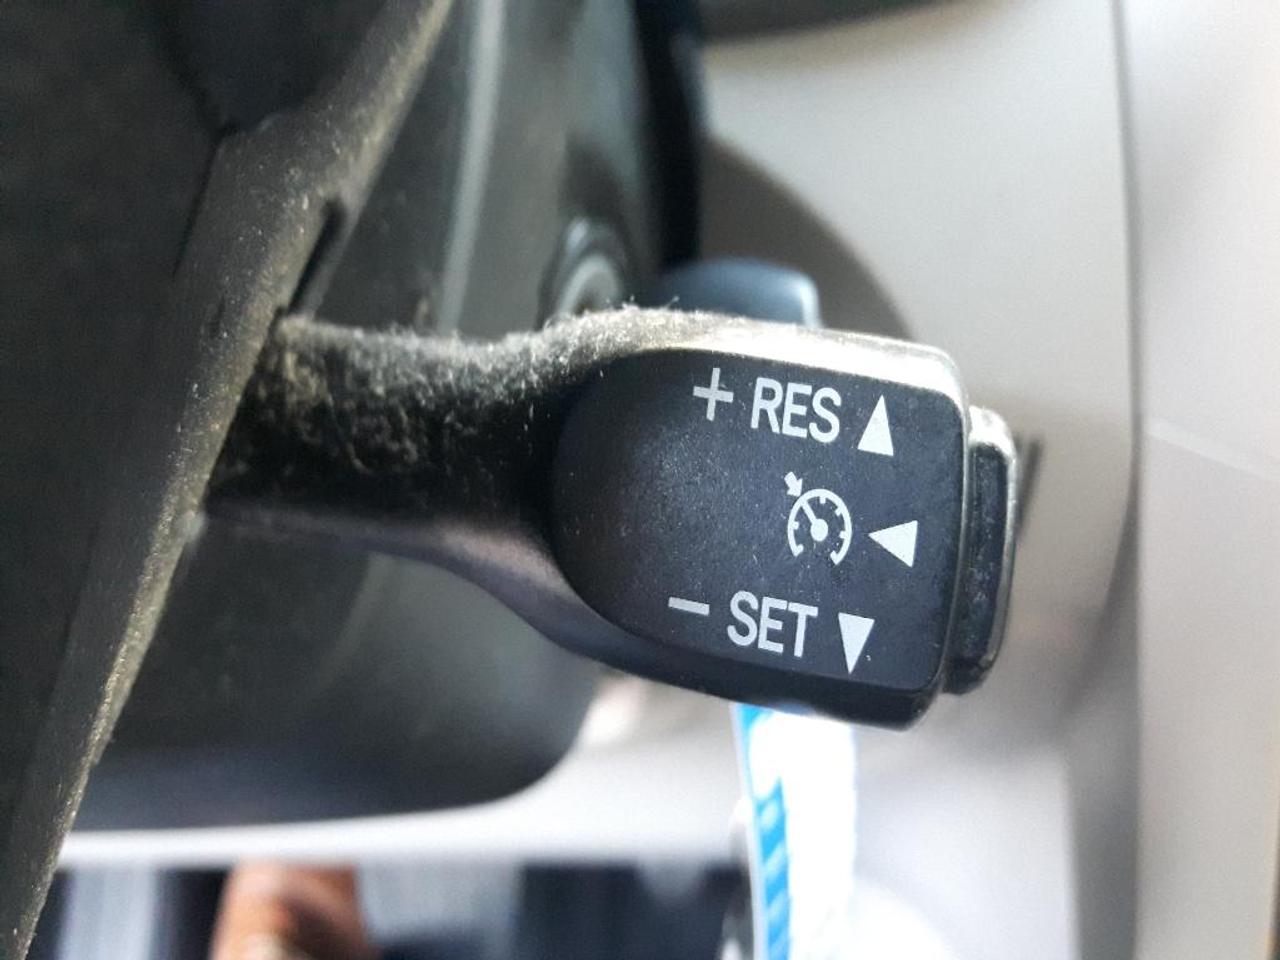 + RES ▲
◀
− SET ▼